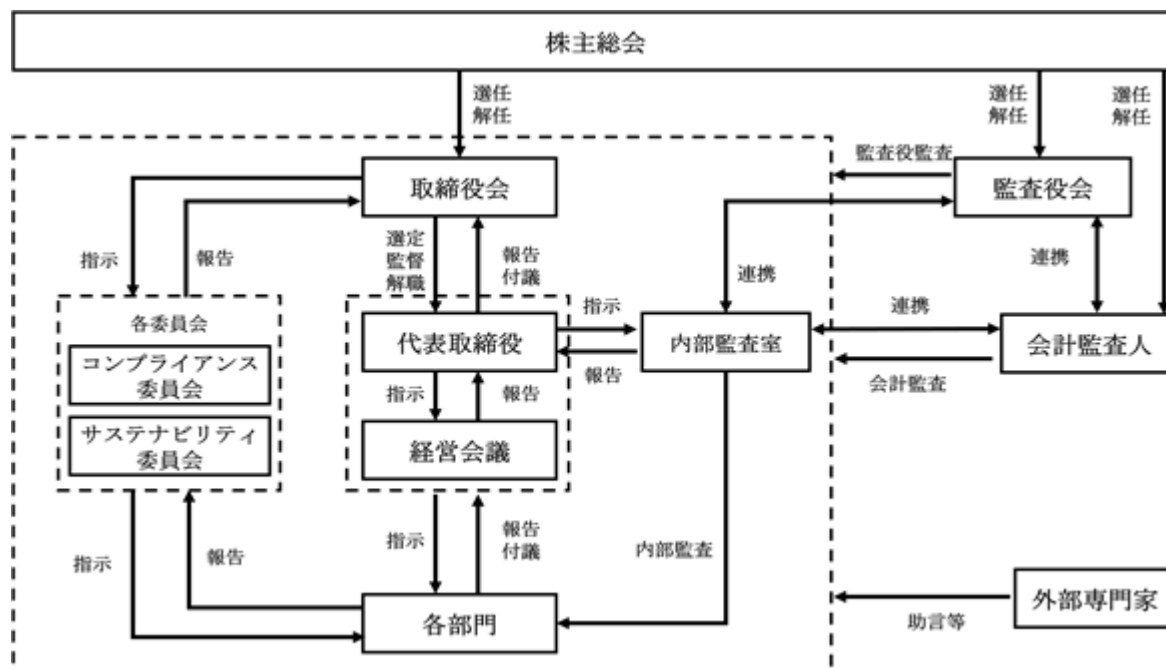 株主総会
選任
解任
選任
解任
選任
解任
取締役会
監査役監査
監査役会
指示
報告
選定
監督
解職
報告
付議
連携
連携
各委員会
コンプライアンス
委員会
サステナビリティ
委員会
代表取締役
指示
報告
内部監査室
連携
会計監査
会計監査人
指示
報告
経営会議
指示
報告
指示
報告
付議
内部監査
各部門
外部専門家
助言等